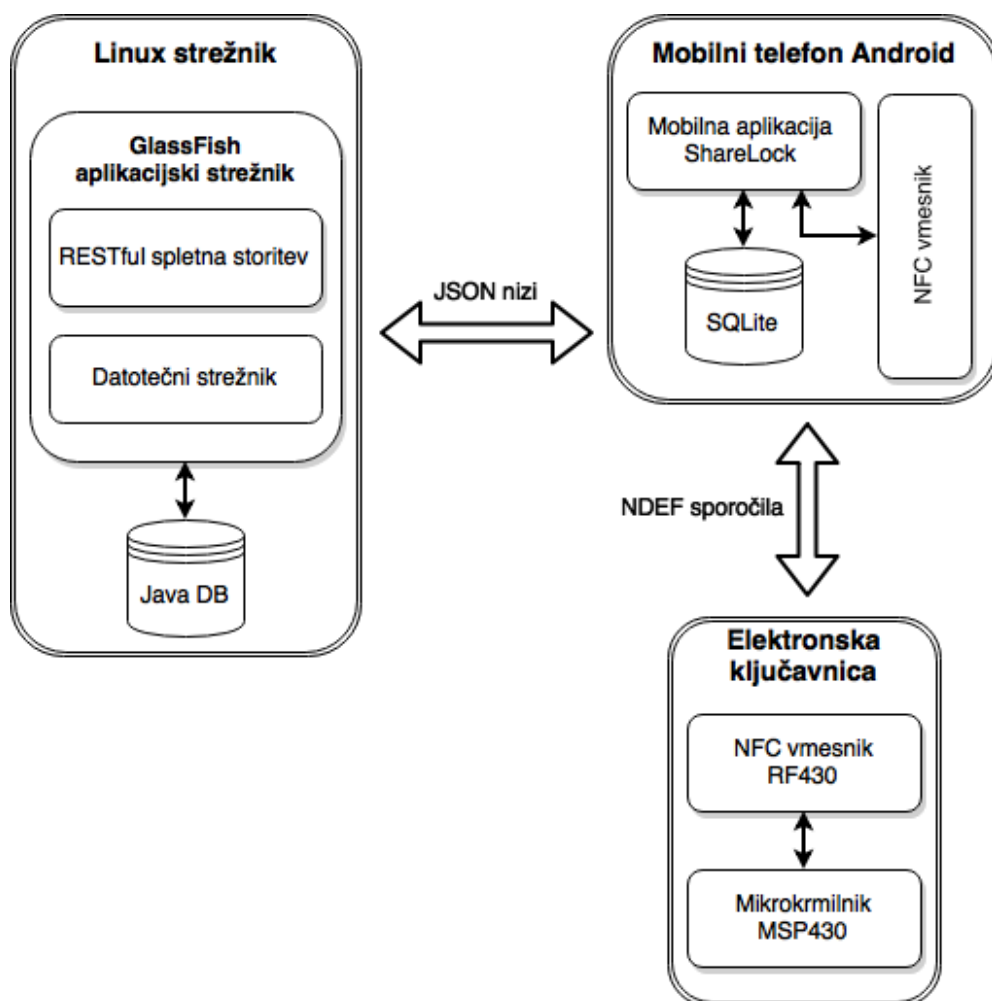 Linux strežnik
GlassFish
aplikacijski strežnik
RESTful spletna storitev
Datotečni strežnik
Java DB
JSON nizi
Mobilni telefon Android
Mobilna aplikacija
ShareLock
SQLite
NFC vmesnik
NDEF sporočila
Elektronska
ključavnica
NFC vmesnik
RF430
Mikrokrmilnik
MSP430